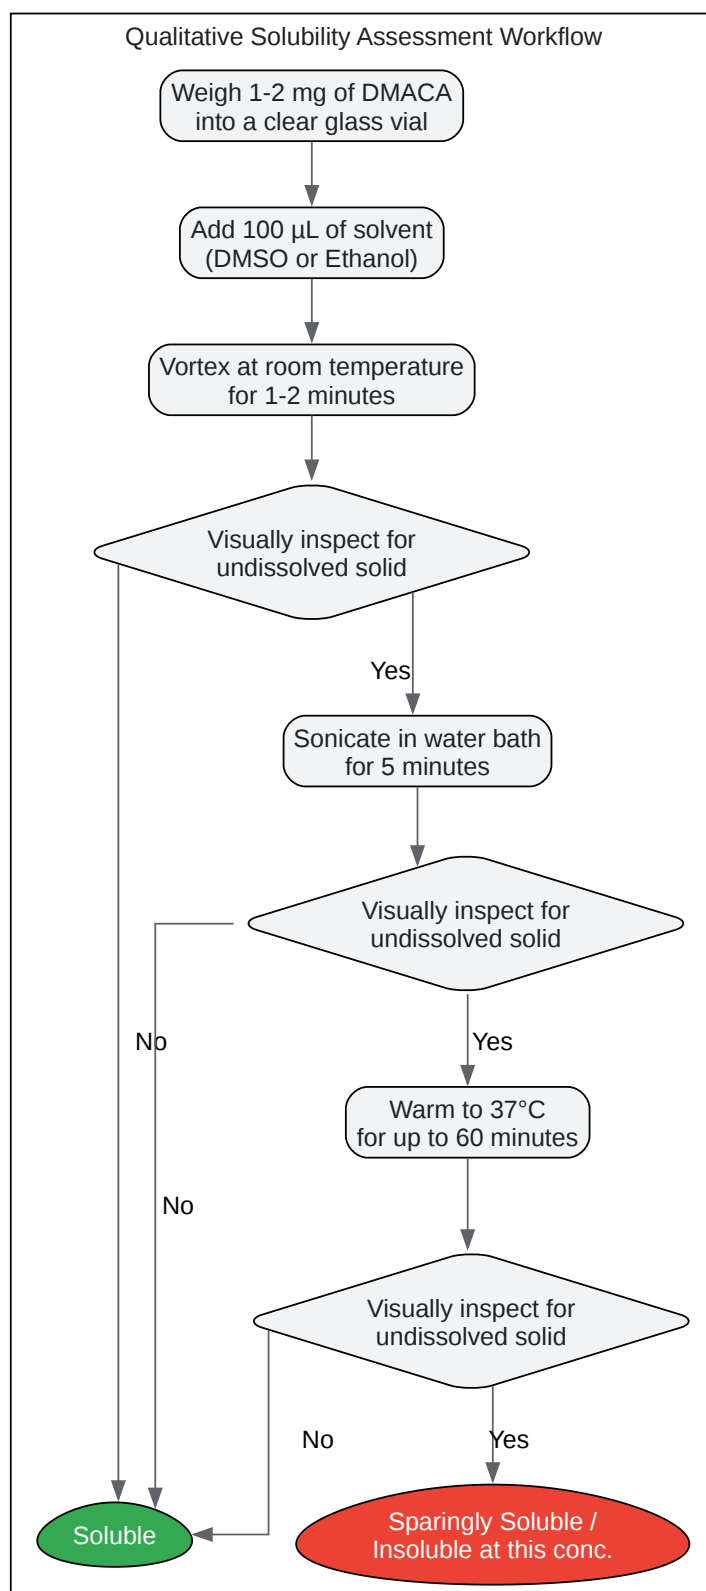 Qualitative Solubility Assessment Workflow
Weigh 1-2 mg of DMACA
into a clear glass vial
Add 100 µL of solvent
(DMSO or Ethanol)
Vortex at room temperature
for 1-2 minutes
Visually inspect for
undissolved solid
Yes
Sonicate in water bath
for 5 minutes
Visually inspect for
undissolved solid
No
Yes
Warm to 37°C
for up to 60 minutes
No
Visually inspect for
undissolved solid
No
Yes
Soluble
Sparingly Soluble /
Insoluble at this conc.